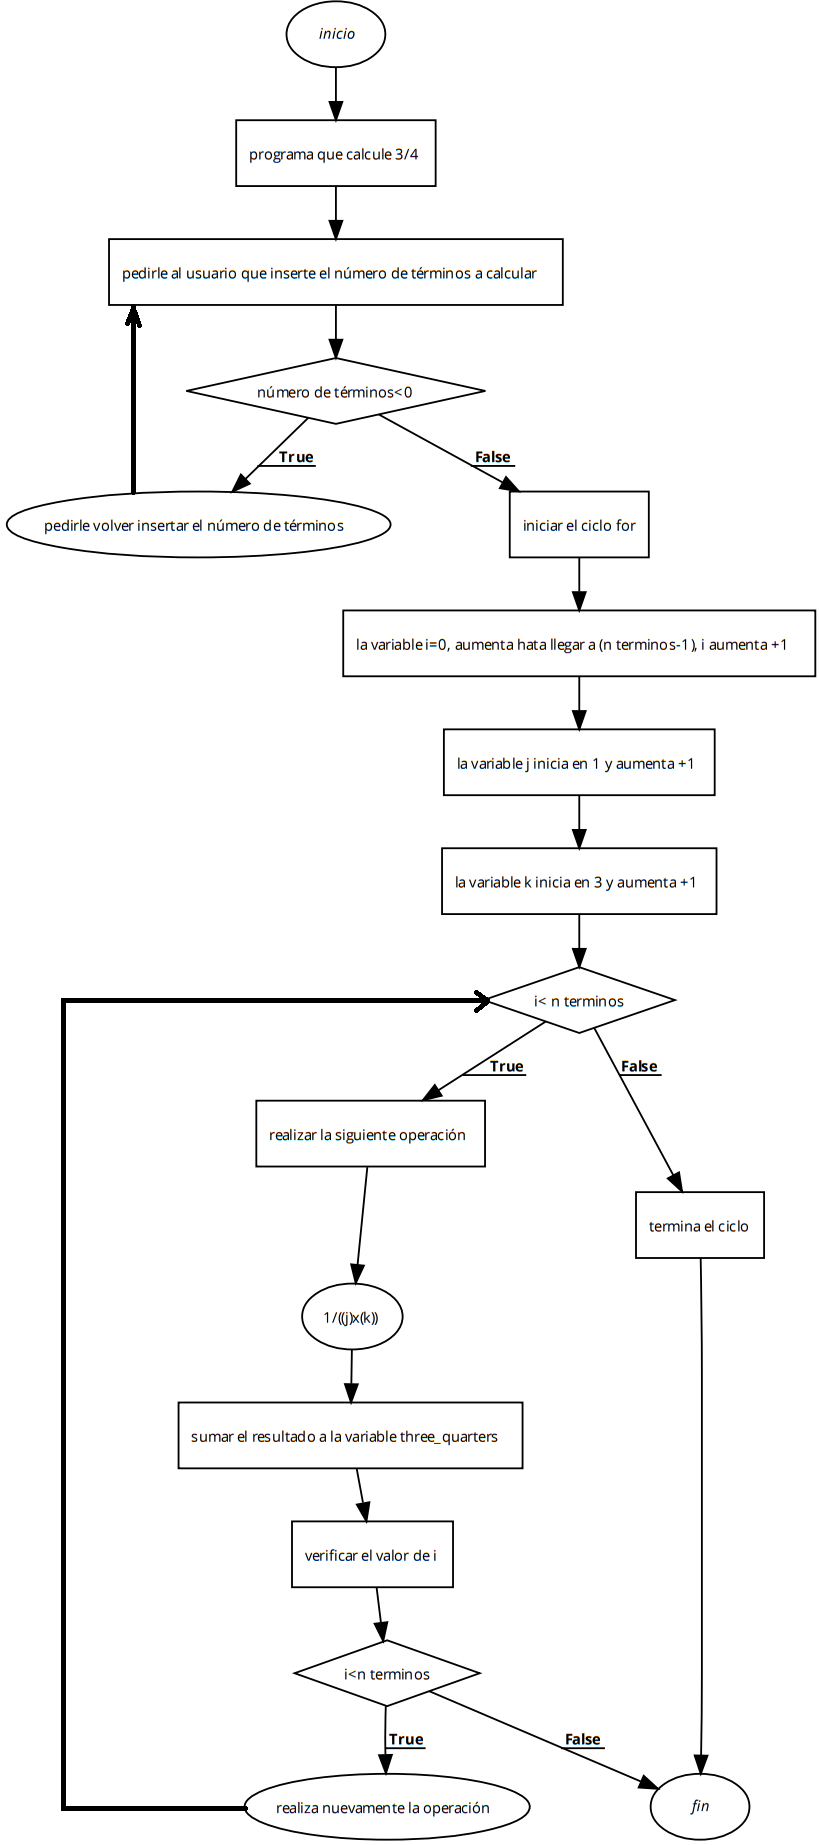 inicio
programa que calcule 3/4
pedirle al usuario que inserte el número de términos a calcular
número de términos<0
True
False
pedirle volver insertar el número de términos
iniciar el ciclo for
la variable i=0, aumenta hata llegar a (n terminos-1), i aumenta +1
la variable j inicia en 1 y aumenta +1
la variable k inicia en 3 y aumenta +1
i< n terminos
True
False
realizar la siguiente operación
termina el ciclo
1/((j)x(k))
sumar el resultado a la variable three_quarters
verificar el valor de i
i<n terminos
True
False
realiza nuevamente la operación
fin